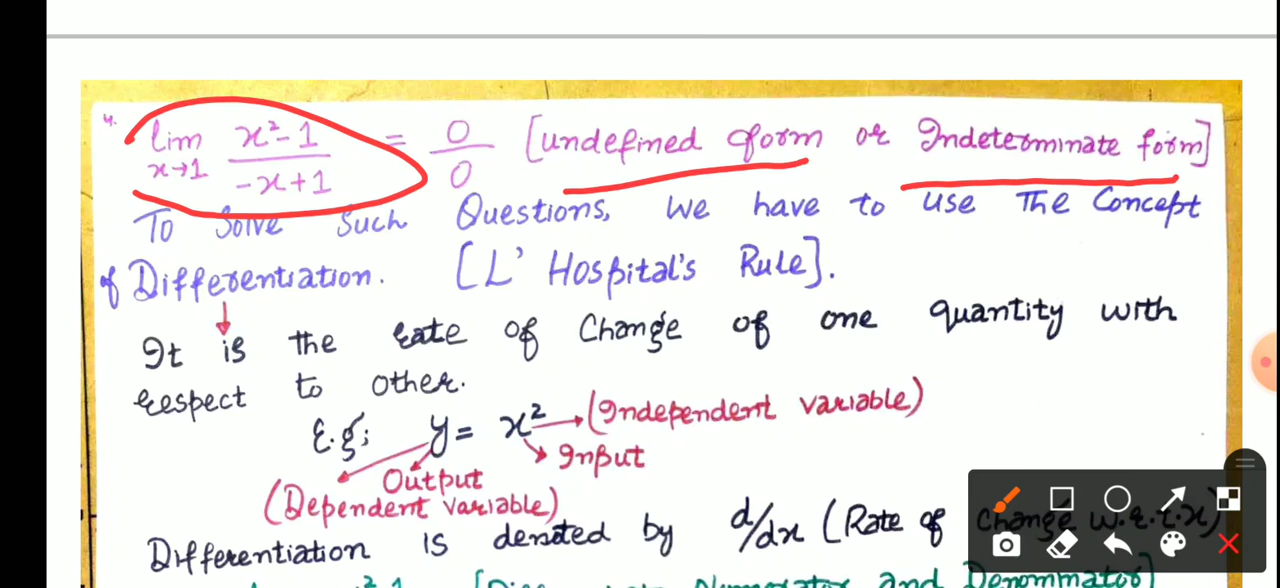 4.
lim x→1 x²-1 / -x+1 = 0/0 [undefined form or Indeterminate form]
To Solve Such Questions, we have to use The Concept
of Differentiation. [L' Hospital's Rule].
It is the rate of Change of one quantity with
respect to other.
E.g: y = x² → (Independent variable)
Output Input
(Dependent variable)
Differentiation is denoted by d/dx (Rate of Change w.r.t.x)
x²-1 Numerator and Denominator]